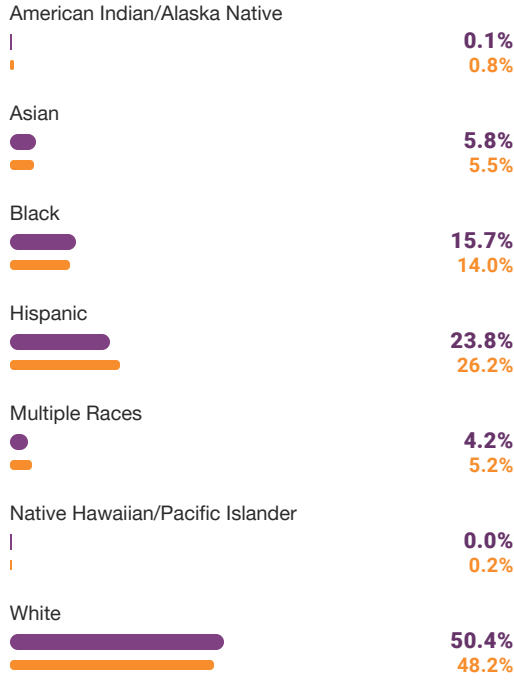 American Indian/Alaska Native
0.1%
0.8%
Asian
5.8%
5.5%
Black
15.7%
14.0%
Hispanic
23.8%
26.2%
Multiple Races
4.2%
5.2%
Native Hawaiian/Pacific Islander
0.0%
0.2%
White
50.4%
48.2%